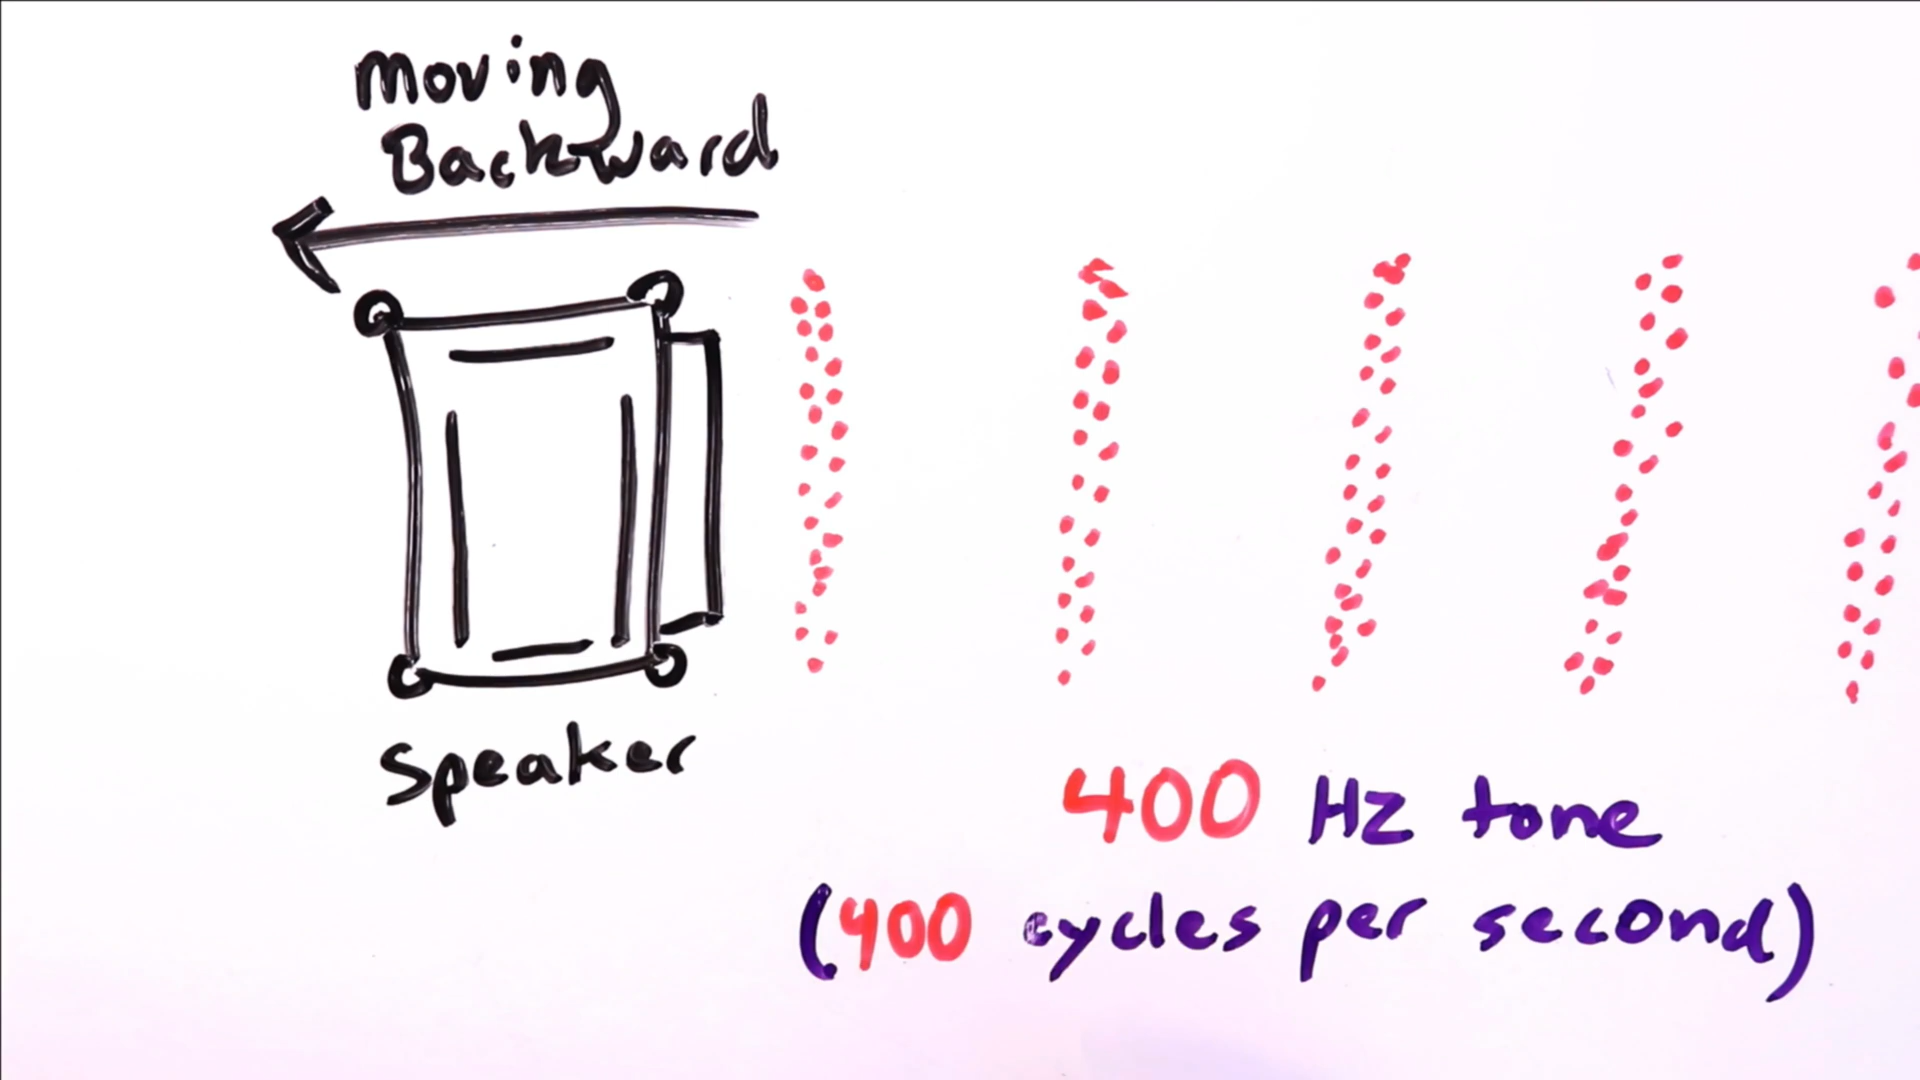 Moving
Backward
Speaker
400 Hz tone
(400 cycles per second)